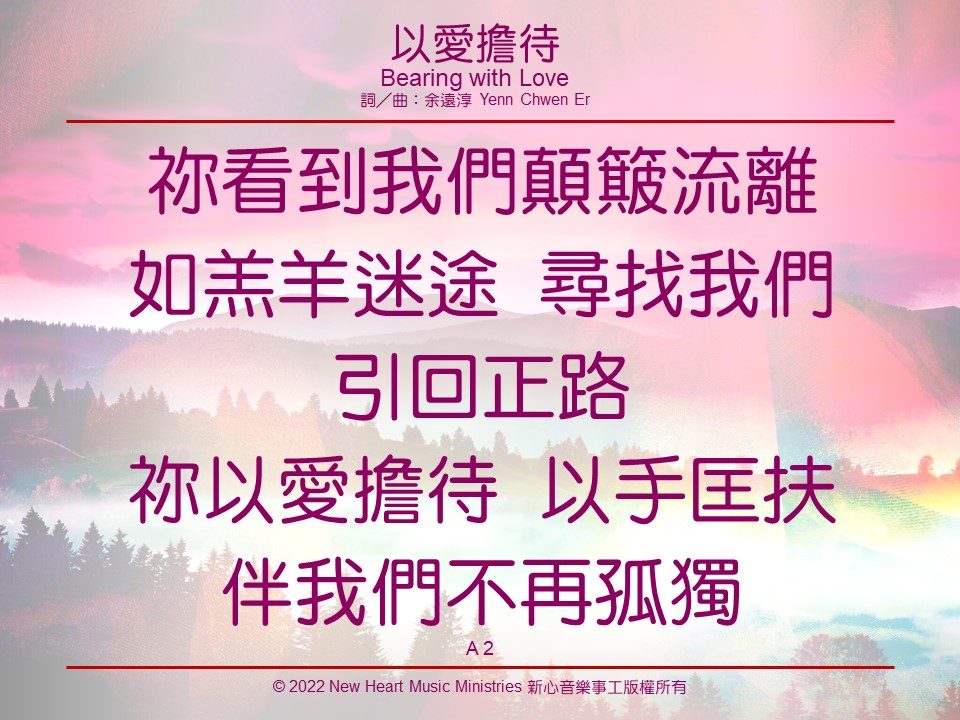 以愛擔待
Bearing with Love
詞／曲：余遠淳 Yenn Chwen Er
祢看到我們顛簸流離
如羔羊迷途 尋找我們
引回正路
祢以愛擔待 以手匡扶
伴我們不再孤獨
A 2
© 2022 New Heart Music Ministries 新心音樂事工版權所有